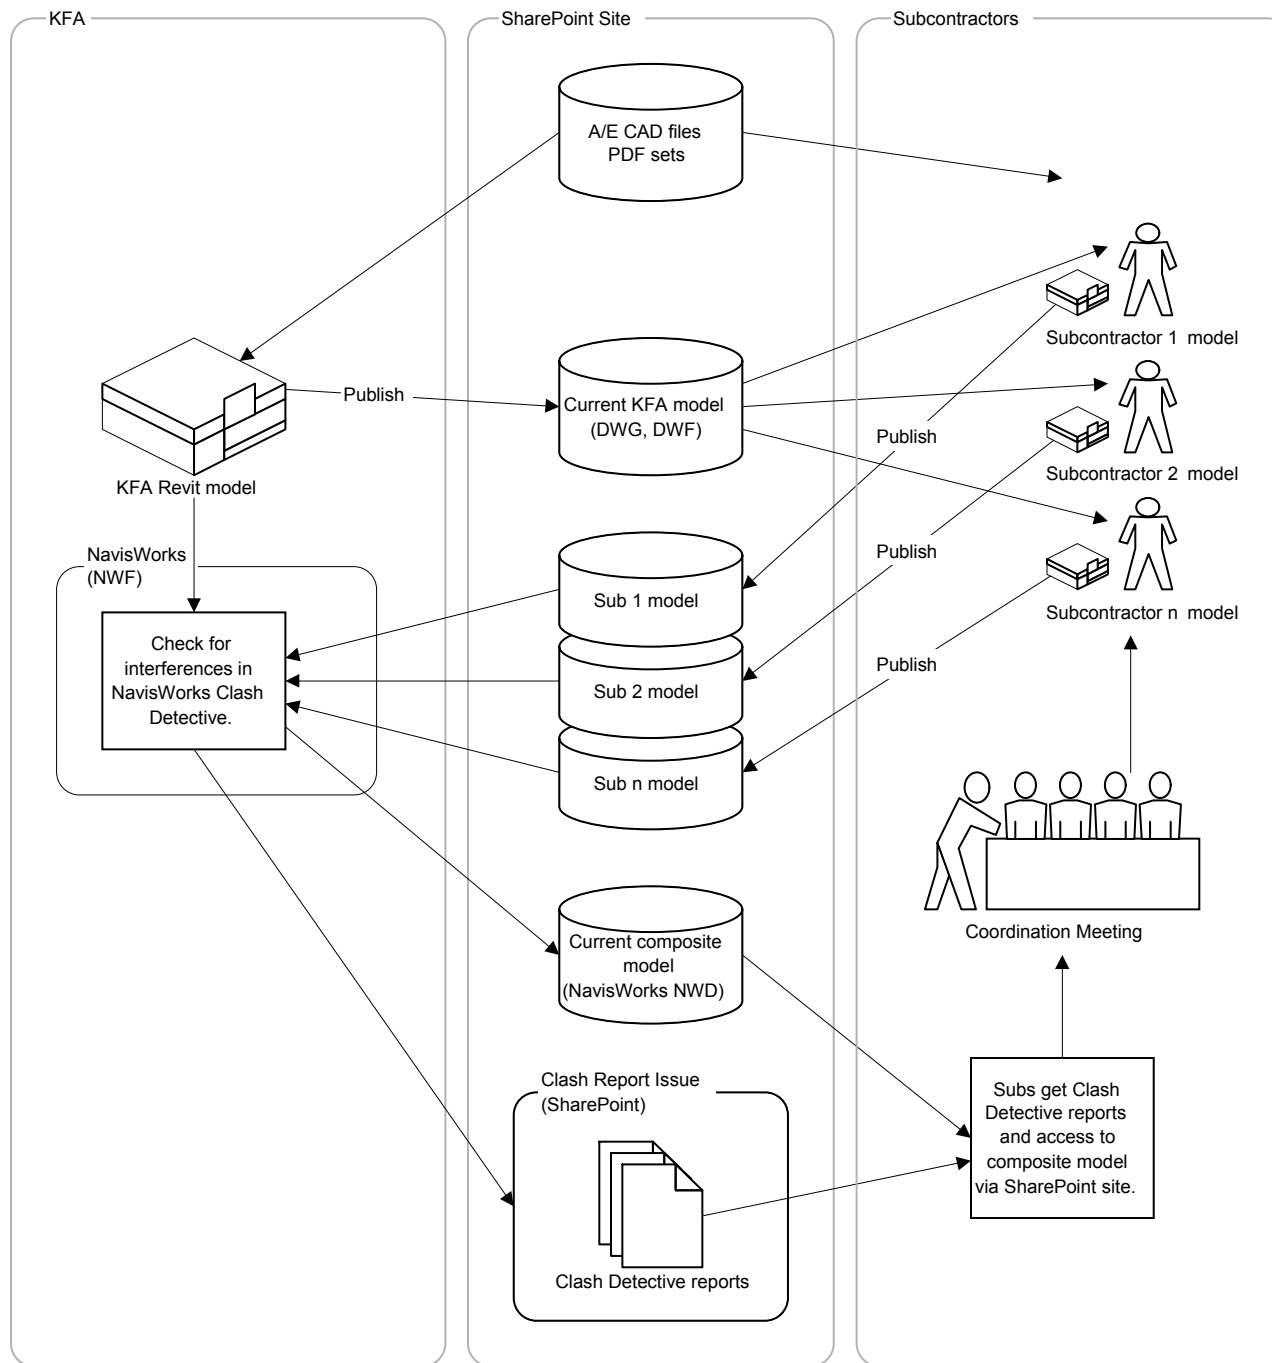 KFA
SharePoint Site
Subcontractors
A/E CAD files
PDF sets
Subcontractor 1 model
KFA Revit model
Publish
Current KFA model
(DWG, DWF)
Publish
Subcontractor 2 model
NavisWorks
(NWF)
Publish
Subcontractor n model
Check for
interferences in
NavisWorks Clash
Detective.
Sub 1 model
Publish
Sub 2 model
Sub n model
Coordination Meeting
Current composite
model
(NavisWorks NWD)
Clash Report Issue
(SharePoint)
Clash Detective reports
Subs get Clash
Detective reports
and access to
composite model
via SharePoint site.